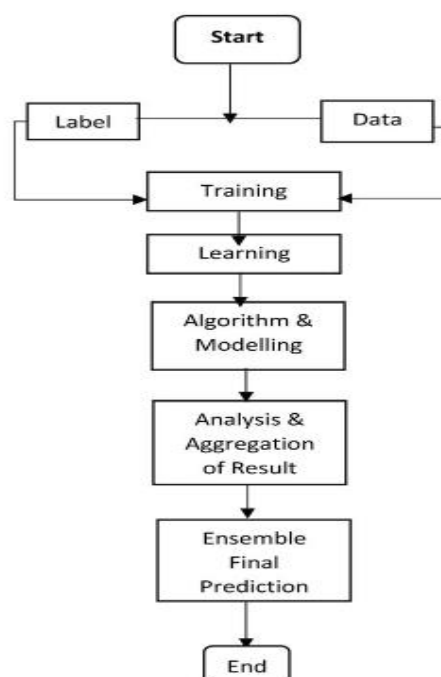 Start
Label
Data
Training
Learning
Algorithm &
Modelling
Analysis &
Aggregation
of Result
Ensemble
Final
Prediction
End